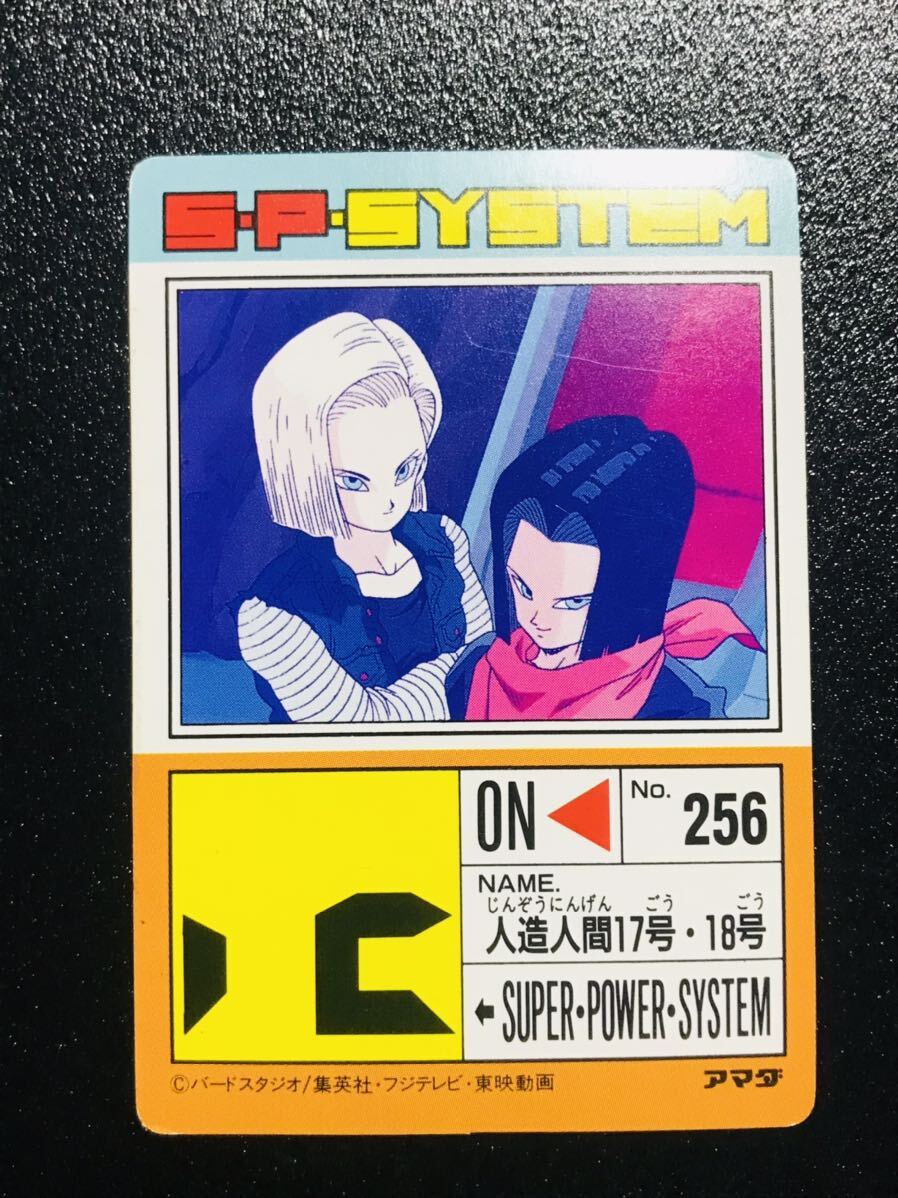 S・P・SYSTEM
ON
No. 256
NAME.
じんぞうにんげん ごう ごう
人造人間17号・18号
←SUPER・POWER・SYSTEM
©バードスタジオ/集英社・フジテレビ・東映動画
アマダ